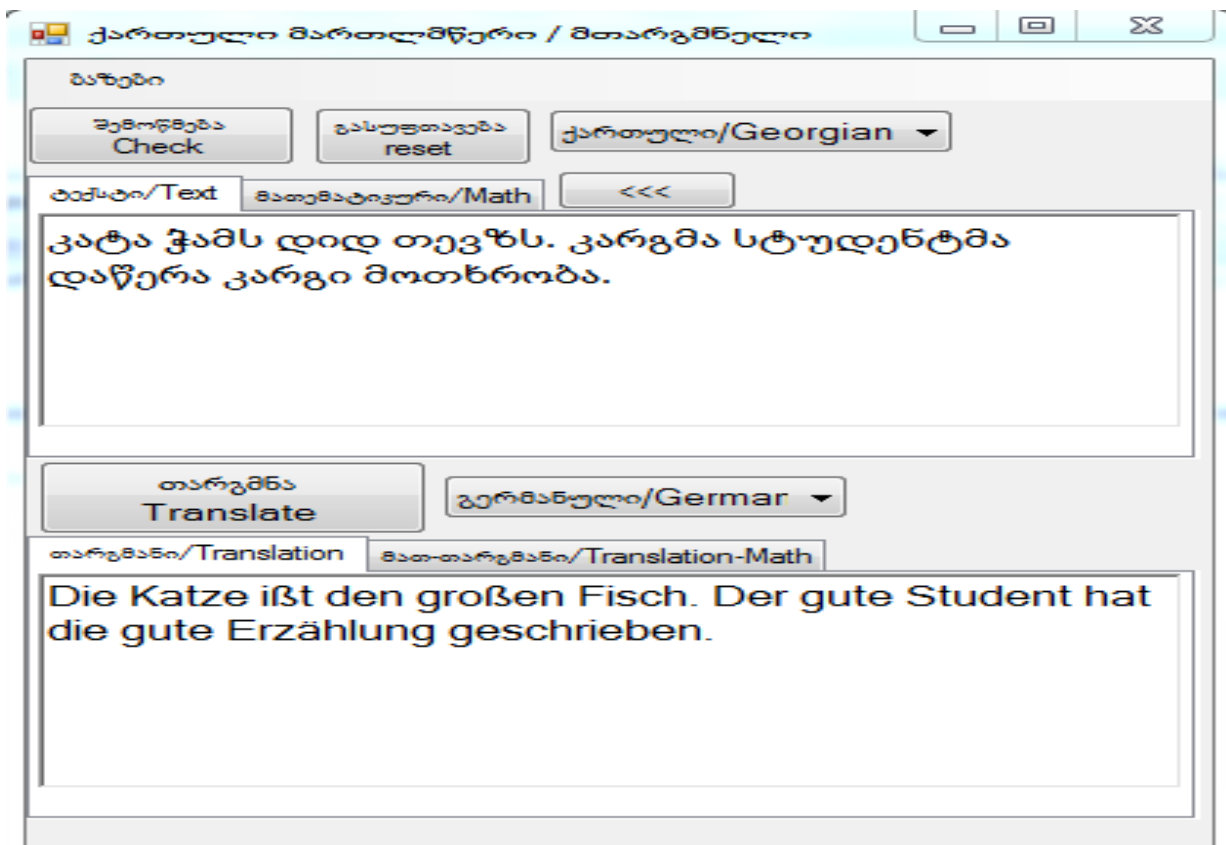 ქართული მართლმწერი / მთარგმნელი
ბაზები
შემოწმება
Check
გასუფთავება
reset
ქართული/Georgian
ტექსტი/Text
მათემატიკური/Math
<<<
კატა ჭამს დიდ თევზს. კარგმა სტუდენტმა
დაწერა კარგი მოთხრობა.
თარგმნა
Translate
გერმანული/German
თარგმანი/Translation
მათ-თარგმანი/Translation-Math
Die Katze ißt den großen Fisch. Der gute Student hat
die gute Erzählung geschrieben.